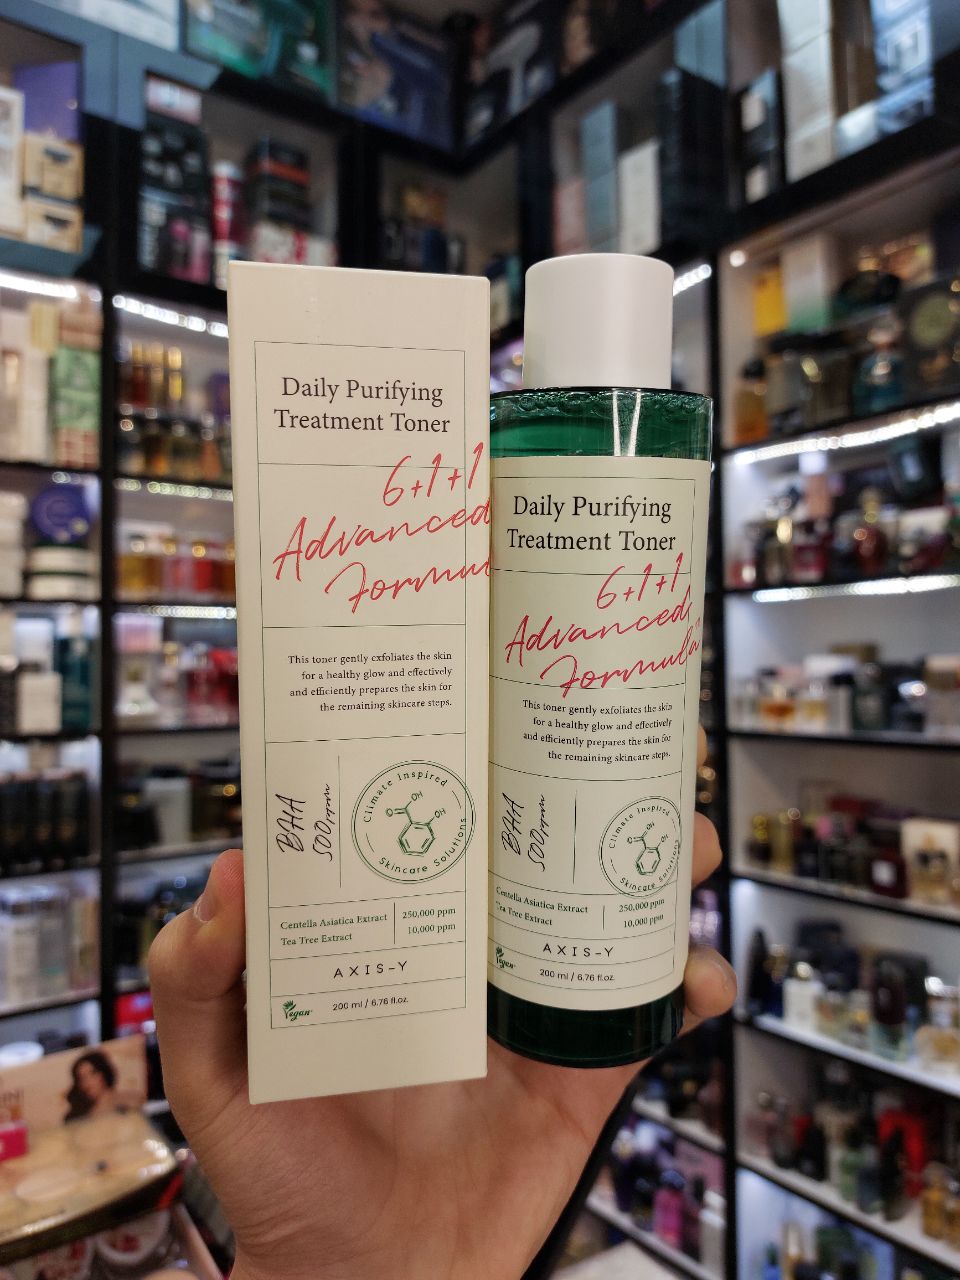 Daily Purifying
Treatment Toner
6+1+1
Advanced
Formul
This toner gently exfoliates the skin
for a healthy glow and effectively
and efficiently prepares the skin for
the remaining skincare steps.
BHA
500ppm
Climate Inspired
Skincare Solutions
OH
O
OH
Centella Asiatica Extract 250,000 ppm
Tea Tree Extract 10,000 ppm
AXIS-Y
Vegan
200 ml / 6.76 fl.oz.
Daily Purifying
Treatment Toner
6+1+1
Advanced
Formula
This toner gently exfoliates the skin
for a healthy glow and effectively
and efficiently prepares the skin for
the remaining skincare steps.
BHA
500ppm
Climate Inspired
Skincare Solutions
OH
O
OH
Centella Asiatica Extract 250,000 ppm
Tea Tree Extract 10,000 ppm
AXIS-Y
Vegan
200 ml / 6.76 fl.oz.